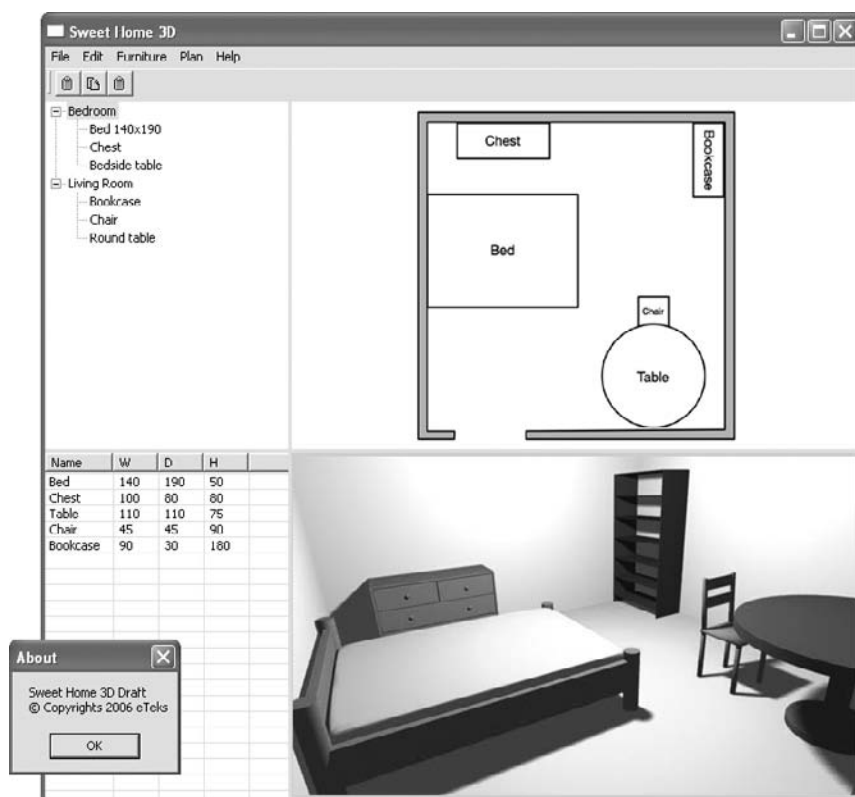 Sweet Home 3D
File Edit Furniture Plan Help
Bedroom
Bed 140x190
Chest
Bedside table
Living Room
Bookcase
Chair
Round table
Chest
Bookcase
Bed
Chair
Table
Name W D H
Bed 140 190 50
Chest 100 80 80
Table 110 110 75
Chair 45 45 90
Bookcase 90 30 180
About
Sweet Home 3D Draft
© Copyrights 2006 eTeks
OK